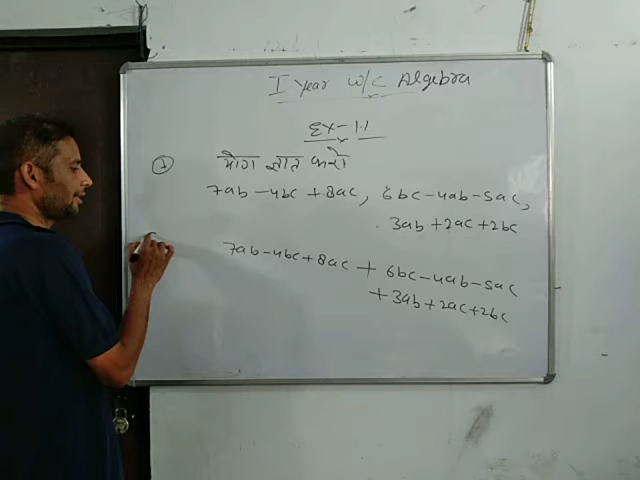 I Year W/C Algebra
Ex-1.1
① योग ज्ञात करो
7ab-4bc+8ac, 6bc-4ab-5ac,
3ab+2ac+2bc
7ab-4bc+8ac + 6bc-4ab-5ac
+3ab+2ac+2bc